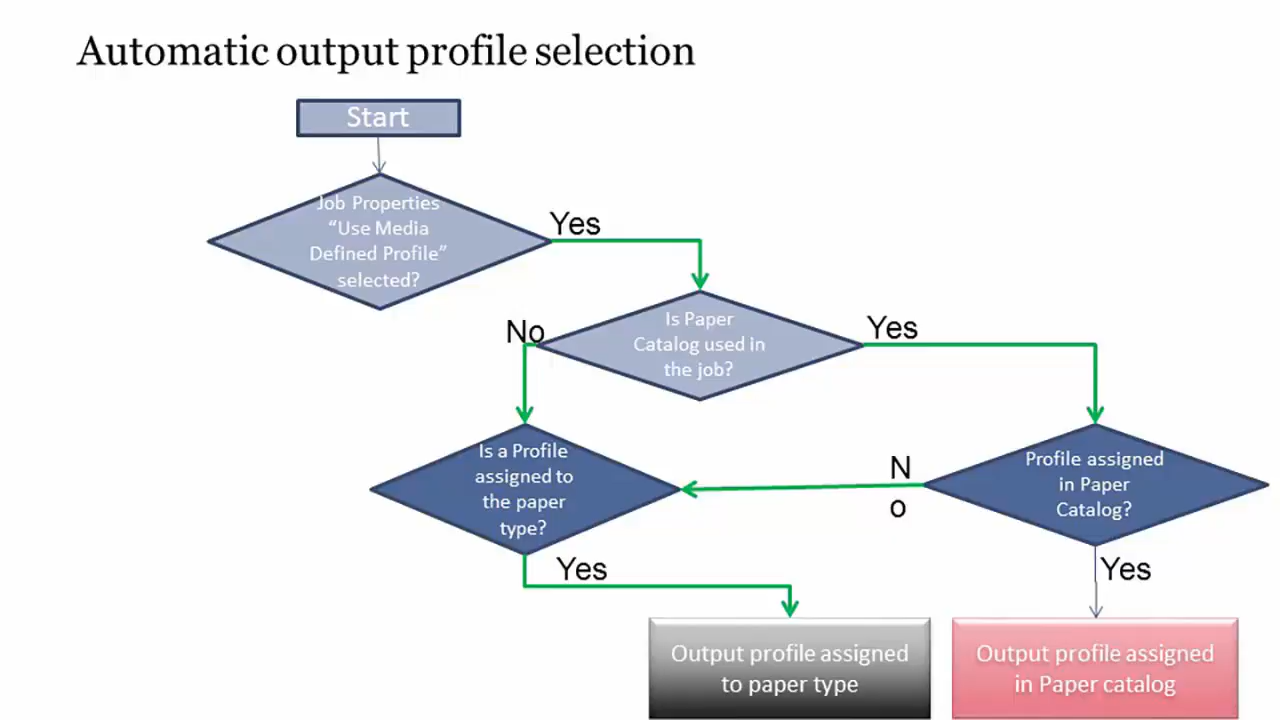 Automatic output profile selection
Start
Job Properties
“Use Media
Defined Profile”
selected?
Yes
Is Paper
Catalog used in
the job?
No
Yes
Is a Profile
assigned to
the paper
type?
N
o
Profile assigned
in Paper
Catalog?
Yes
Yes
Output profile assigned
to paper type
Output profile assigned
in Paper catalog